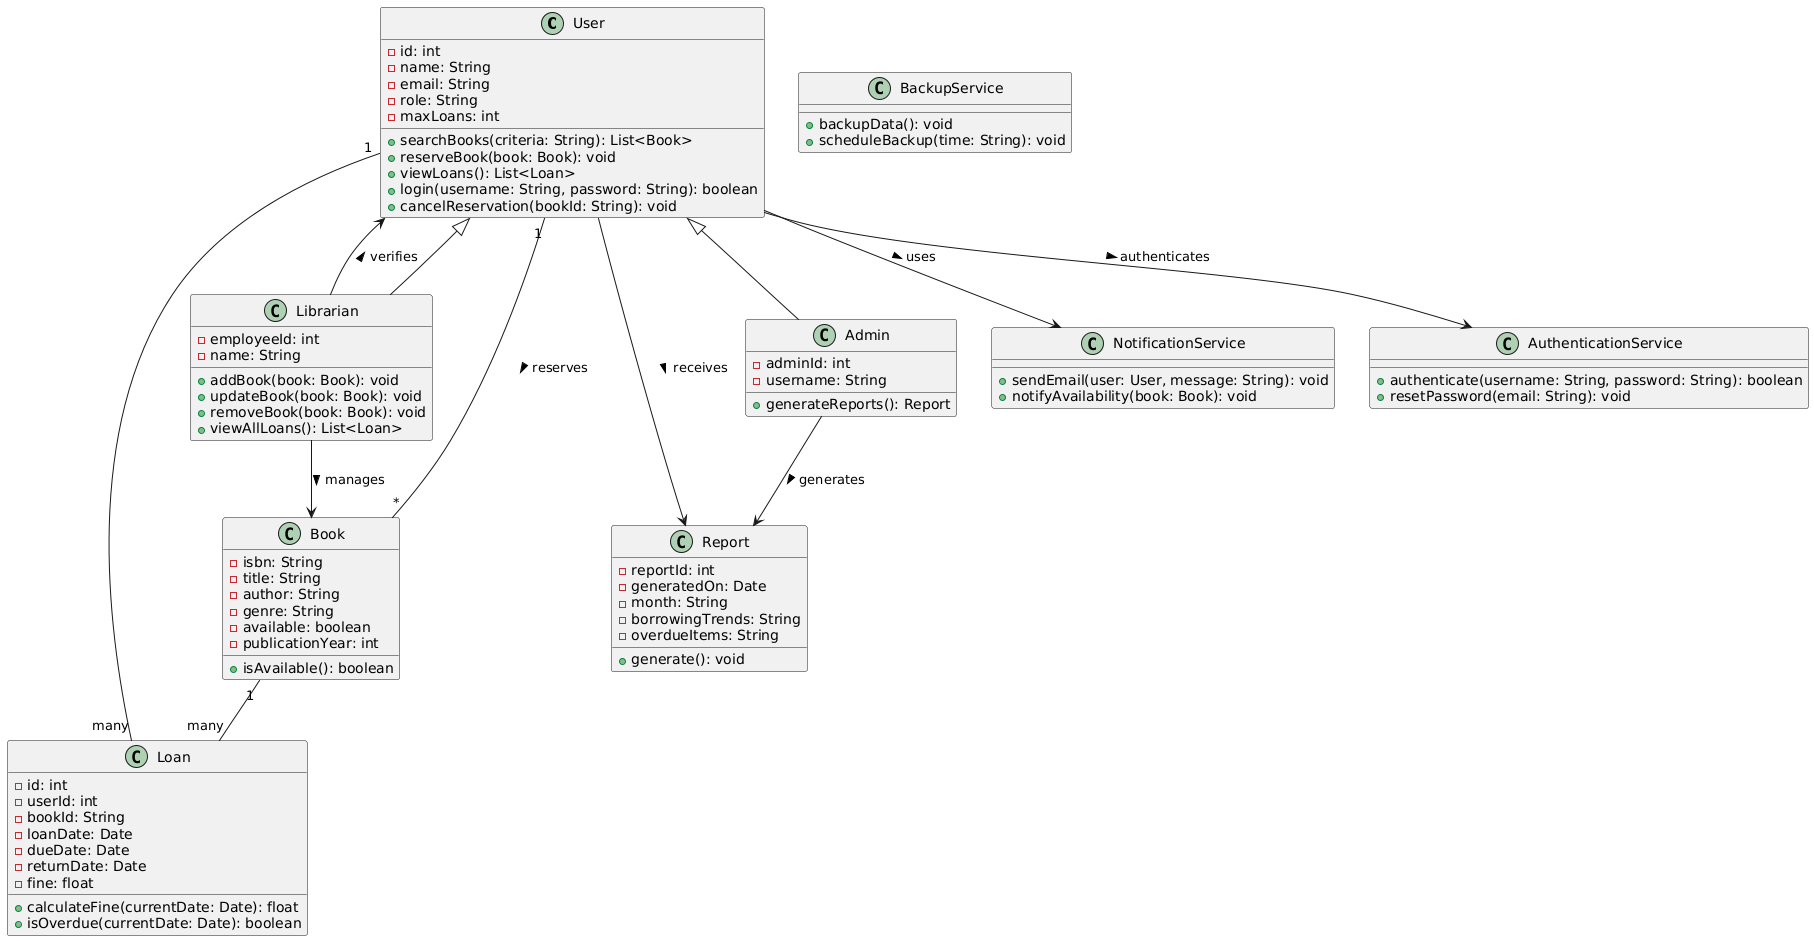 C User
id: int
name: String
email: String
role: String
maxLoans: int
searchBooks(criteria: String): List<Book>
reserveBook(book: Book): void
viewLoans(): List<Loan>
login(username: String, password: String): boolean
cancelReservation(bookId: String): void
C BackupService
backupData(): void
scheduleBackup(time: String): void
1
1
verifies
uses
authenticates
C Librarian
employeeId: int
name: String
addBook(book: Book): void
updateBook(book: Book): void
removeBook(book: Book): void
viewAllLoans(): List<Loan>
reserves
receives
C Admin
adminId: int
username: String
generateReports(): Report
C NotificationService
sendEmail(user: User, message: String): void
notifyAvailability(book: Book): void
C AuthenticationService
authenticate(username: String, password: String): boolean
resetPassword(email: String): void
manages
generates
*
C Book
isbn: String
title: String
author: String
genre: String
available: boolean
publicationYear: int
isAvailable(): boolean
C Report
reportId: int
generatedOn: Date
month: String
borrowingTrends: String
overdueItems: String
generate(): void
1
many
many
C Loan
id: int
userId: int
bookId: String
loanDate: Date
dueDate: Date
returnDate: Date
fine: float
calculateFine(currentDate: Date): float
isOverdue(currentDate: Date): boolean